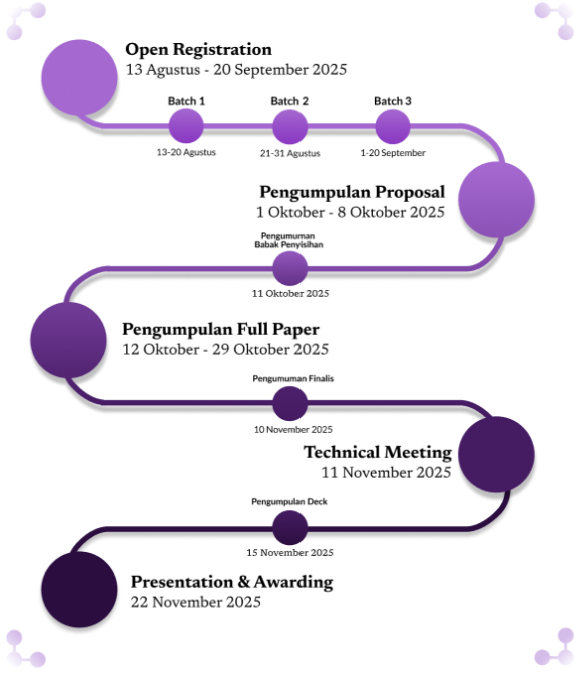 Open Registration
13 Agustus - 20 September 2025
Batch 1
Batch 2
Batch 3
13-20 Agustus
21-31 Agustus
1-20 September
Pengumpulan Proposal
1 Oktober - 8 Oktober 2025
Pengumuman
Babak Penyisihan
11 Oktober 2025
Pengumpulan Full Paper
12 Oktober - 29 Oktober 2025
Pengumuman Finalis
10 November 2025
Technical Meeting
11 November 2025
Pengumpulan Deck
15 November 2025
Presentation & Awarding
22 November 2025